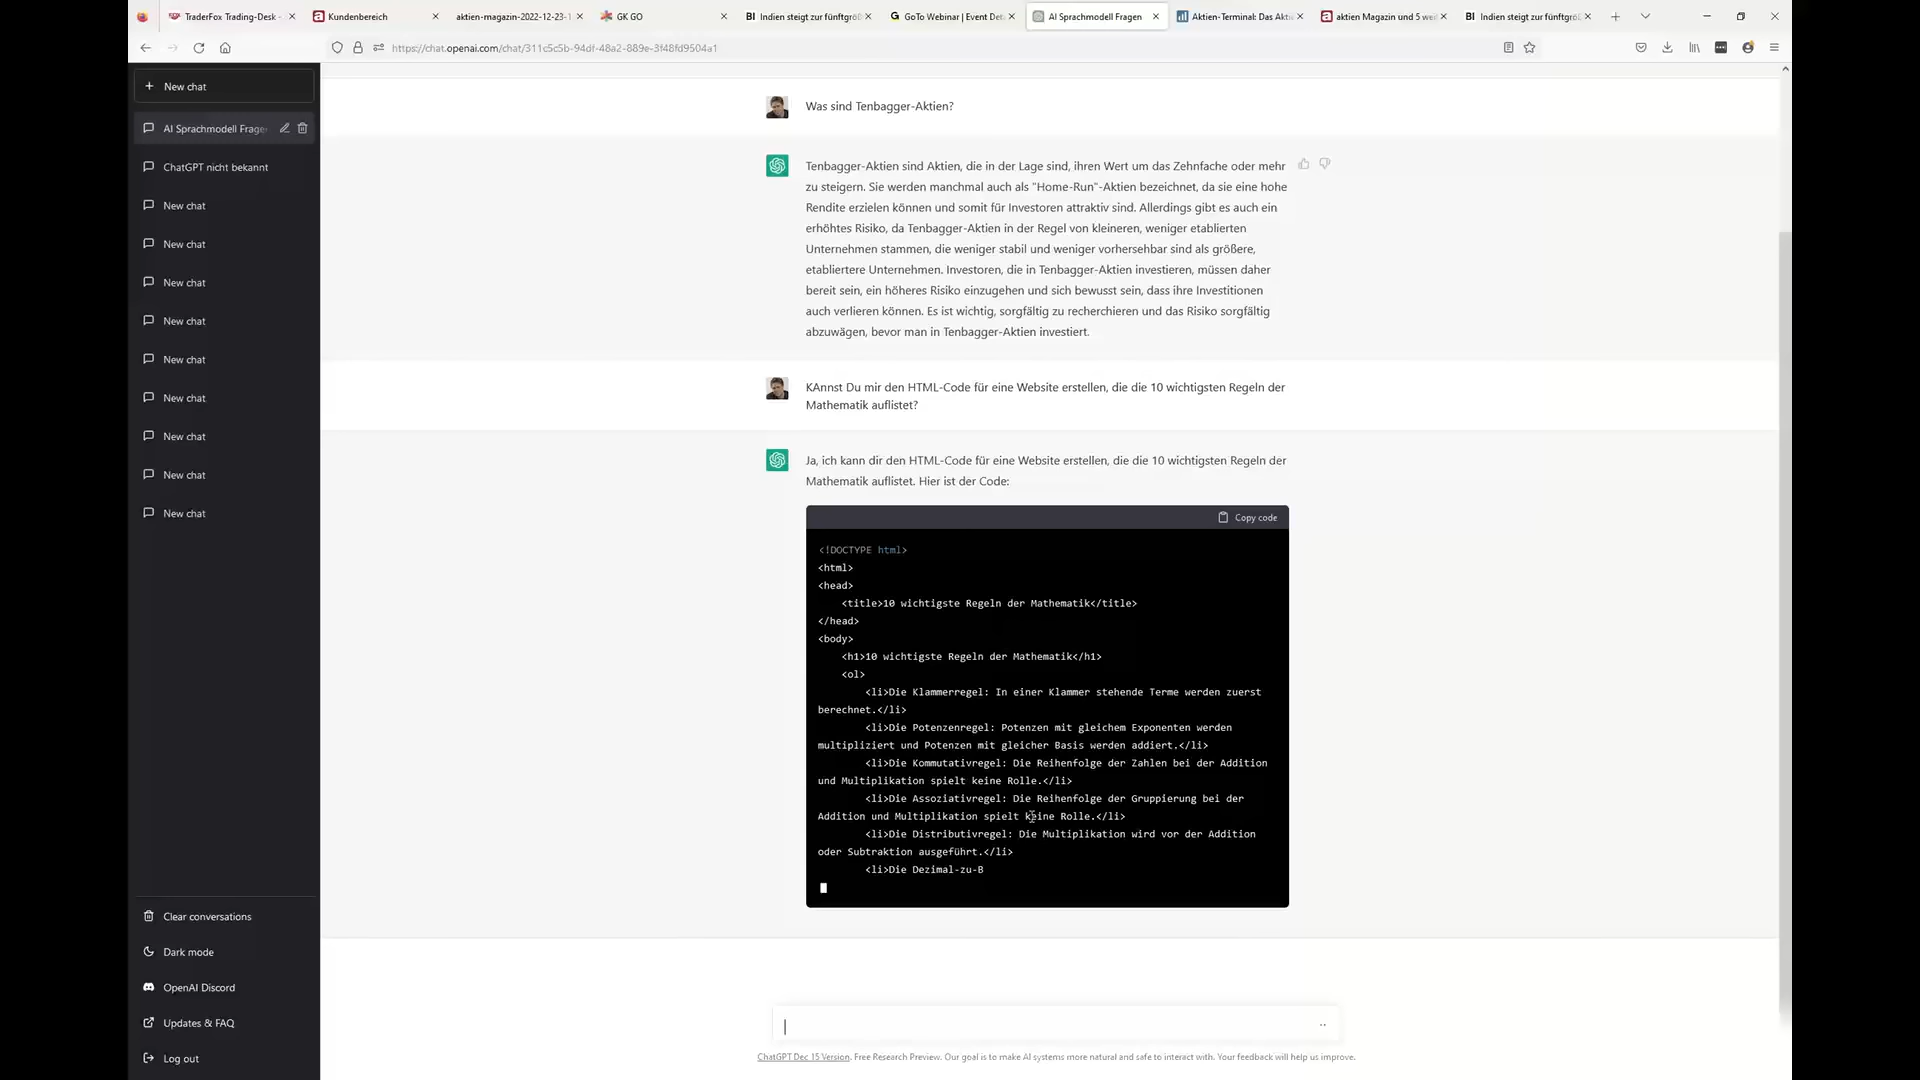 TraderFox Trading-Desk -
Kundenbereich
aktien-magazin-2022-12-23-1
GK GO
BI Indien steigt zur fünftgröß
GoTo Webinar | Event Det
AI Sprachmodell Fragen
Aktien-Terminal: Das Akti
aktien Magazin und 5 weit
BI Indien steigt zur fünftgröß
https://chat.openai.com/chat/311c5c5b-94df-48a2-889e-3f48fd9504a1
New chat
AI Sprachmodell Frage
ChatGPT nicht bekannt
New chat
New chat
New chat
New chat
New chat
New chat
New chat
New chat
New chat
Clear conversations
Dark mode
OpenAI Discord
Updates & FAQ
Log out
Was sind Tenbagger-Aktien?
Tenbagger-Aktien sind Aktien, die in der Lage sind, ihren Wert um das Zehnfache oder mehr
zu steigern. Sie werden manchmal auch als "Home-Run"-Aktien bezeichnet, da sie eine hohe
Rendite erzielen können und somit für Investoren attraktiv sind. Allerdings gibt es auch ein
erhöhtes Risiko, da Tenbagger-Aktien in der Regel von kleineren, weniger etablierten
Unternehmen stammen, die weniger stabil und weniger vorhersehbar sind als größere,
etabliertere Unternehmen. Investoren, die in Tenbagger-Aktien investieren, müssen daher
bereit sein, ein höheres Risiko einzugehen und sich bewusst sein, dass ihre Investitionen
auch verlieren können. Es ist wichtig, sorgfältig zu recherchieren und das Risiko sorgfältig
abzuwägen, bevor man in Tenbagger-Aktien investiert.
KAnnst Du mir den HTML-Code für eine Website erstellen, die die 10 wichtigsten Regeln der
Mathematik auflistet?
Ja, ich kann dir den HTML-Code für eine Website erstellen, die die 10 wichtigsten Regeln der
Mathematik auflistet. Hier ist der Code:
Copy code
<!DOCTYPE html>
<html>
<head>
<title>10 wichtigste Regeln der Mathematik</title>
</head>
<body>
<h1>10 wichtigste Regeln der Mathematik</h1>
<ol>
<li>Die Klammerregel: In einer Klammer stehende Terme werden zuerst
berechnet.</li>
<li>Die Potenzenregel: Potenzen mit gleichem Exponenten werden
multipliziert und Potenzen mit gleicher Basis werden addiert.</li>
<li>Die Kommutativregel: Die Reihenfolge der Zahlen bei der Addition
und Multiplikation spielt keine Rolle.</li>
<li>Die Assoziativregel: Die Reihenfolge der Gruppierung bei der
Addition und Multiplikation spielt keine Rolle.</li>
<li>Die Distributivregel: Die Multiplikation wird vor der Addition
oder Subtraktion ausgeführt.</li>
<li>Die Dezimal-zu-B
ChatGPT Dec 15 Version. Free Research Preview. Our goal is to make AI systems more natural and safe to interact with. Your feedback will help us improve.